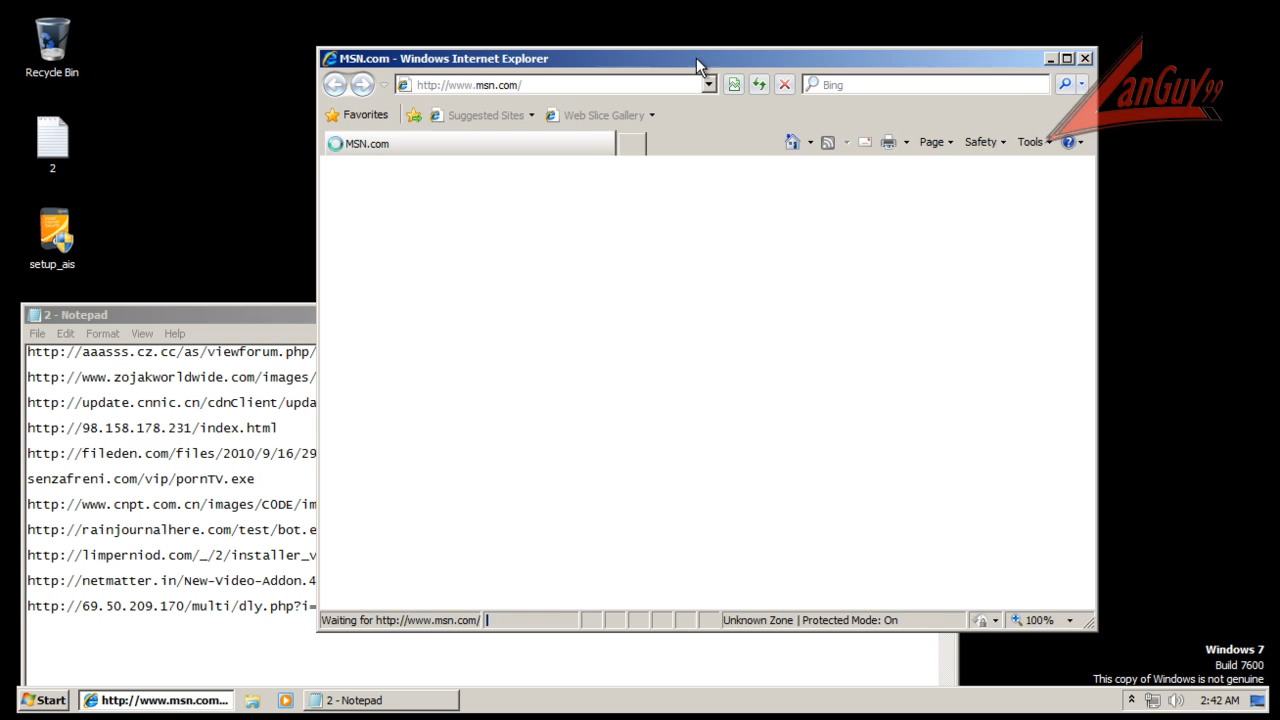 Recycle Bin
2
setup_ais
MSN.com - Windows Internet Explorer
http://www.msn.com/
Bing
Favorites
Suggested Sites
Web Slice Gallery
MSN.com
Page
Safety
Tools
anGuy99
2 - Notepad
File Edit Format View Help
http://aaasss.cz.cc/as/viewforum.php/
http://www.zojakworldwide.com/images/
http://update.cnnic.cn/cdnClient/upda
http://98.158.178.231/index.html
http://fileden.com/files/2010/9/16/29
senzafreni.com/vip/pornTV.exe
http://www.cnpt.com.cn/images/CODE/im
http://rainjournalhere.com/test/bot.e
http://limperniod.com/_/2/installer_v
http://netmatter.in/New-Video-Addon.4
http://69.50.209.170/multi/dly.php?i=
Waiting for http://www.msn.com/
Unknown Zone | Protected Mode: On
100%
Windows 7
Build 7600
This copy of Windows is not genuine
Start
http://www.msn.com...
2 - Notepad
2:42 AM